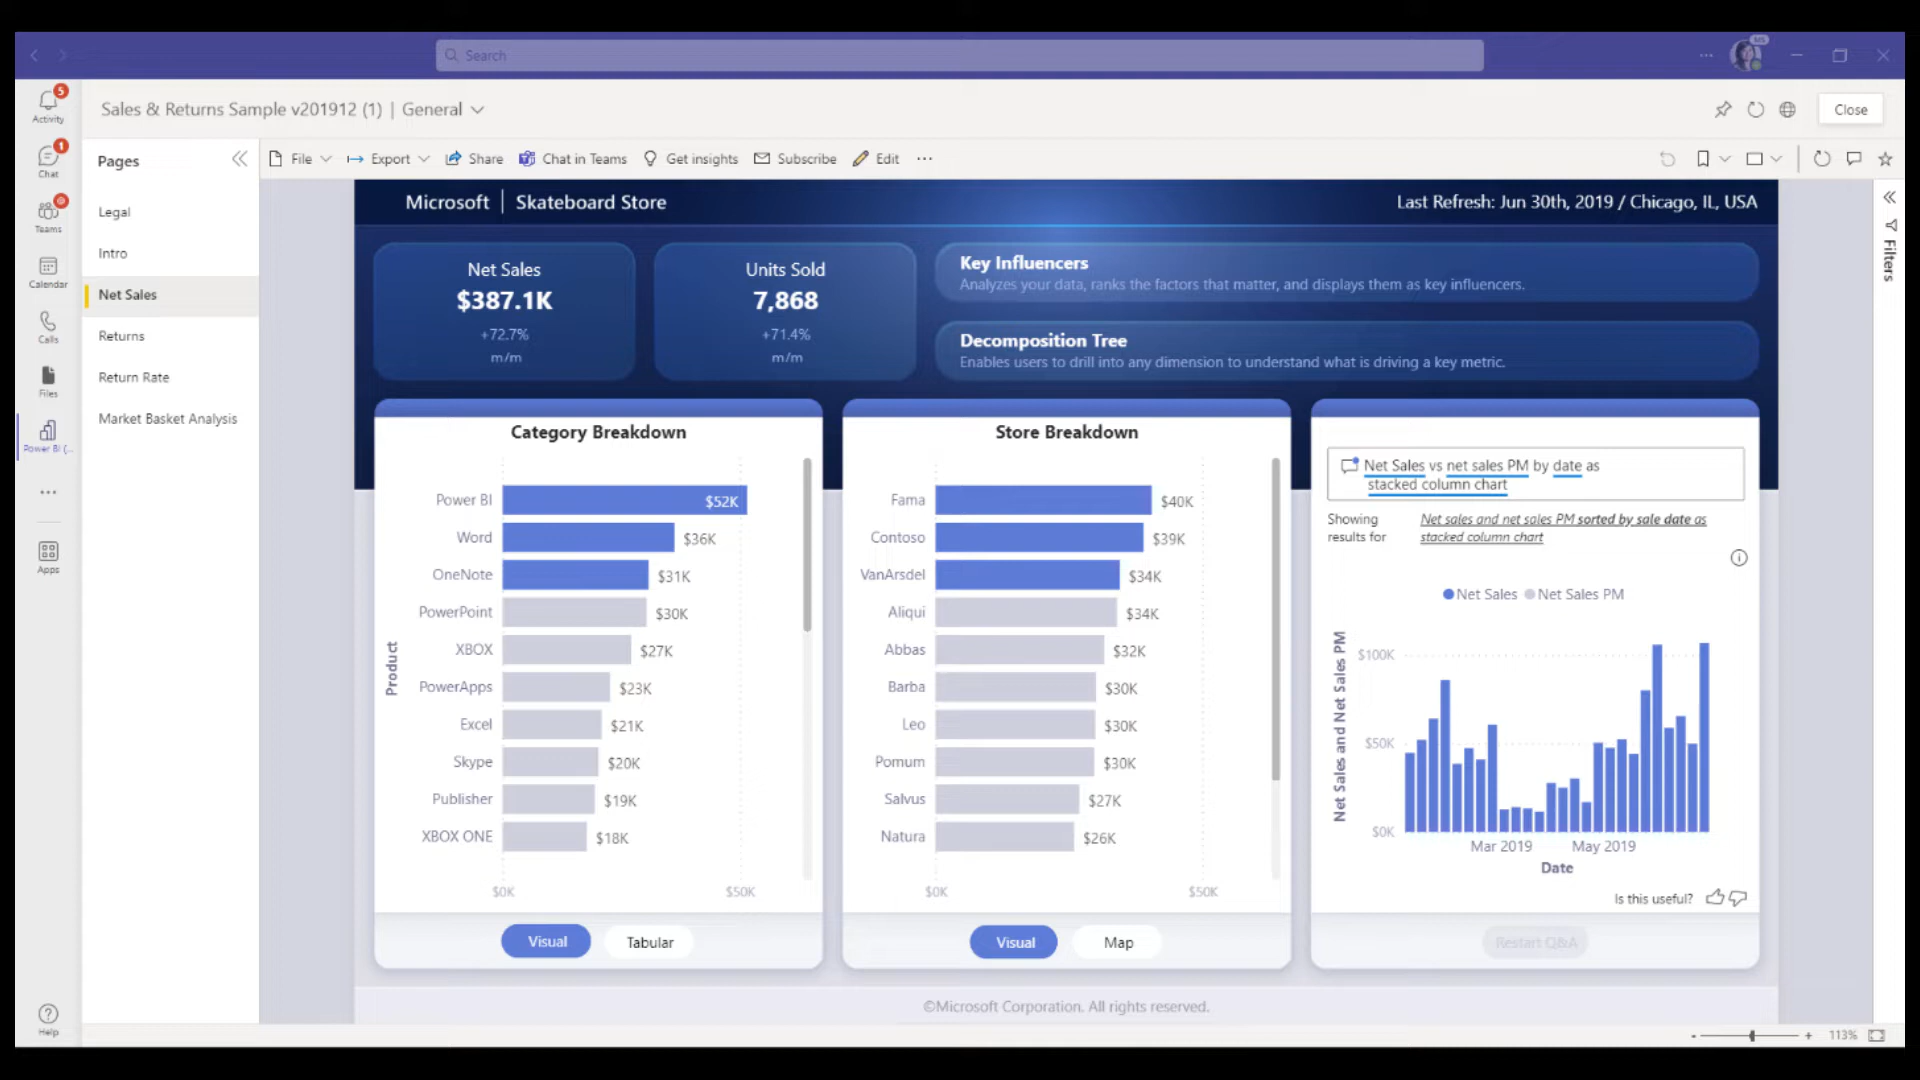 Search
Activity
5
Chat
1
Teams
Calendar
Calls
Files
Power BI (...
Apps
Help
Sales & Returns Sample v201912 (1) | General
Close
Pages
Legal
Intro
Net Sales
Returns
Return Rate
Market Basket Analysis
File
Export
Share
Chat in Teams
Get insights
Subscribe
Edit
Filters
Microsoft | Skateboard Store
Last Refresh: Jun 30th, 2019 / Chicago, IL, USA
Net Sales
$387.1K
+72.7%
m/m
Units Sold
7,868
+71.4%
m/m
Key Influencers
Analyzes your data, ranks the factors that matter, and displays them as key influencers.
Decomposition Tree
Enables users to drill into any dimension to understand what is driving a key metric.
Category Breakdown
Product
Power BI $52K
Word $36K
OneNote $31K
PowerPoint $30K
XBOX $27K
PowerApps $23K
Excel $21K
Skype $20K
Publisher $19K
XBOX ONE $18K
$0K $50K
Visual
Tabular
Store Breakdown
Fama $40K
Contoso $39K
VanArsdel $34K
Aliqui $34K
Abbas $32K
Barba $30K
Leo $30K
Pomum $30K
Salvus $27K
Natura $26K
$0K $50K
Visual
Map
Net Sales vs net sales PM by date as
stacked column chart
Showing
results for
Net sales and net sales PM sorted by sale date as
stacked column chart
Net Sales
Net Sales PM
Net Sales and Net Sales PM
$100K
$50K
$0K
Mar 2019 May 2019
Date
Is this useful?
Restart Q&A
©Microsoft Corporation. All rights reserved.
- + 113%